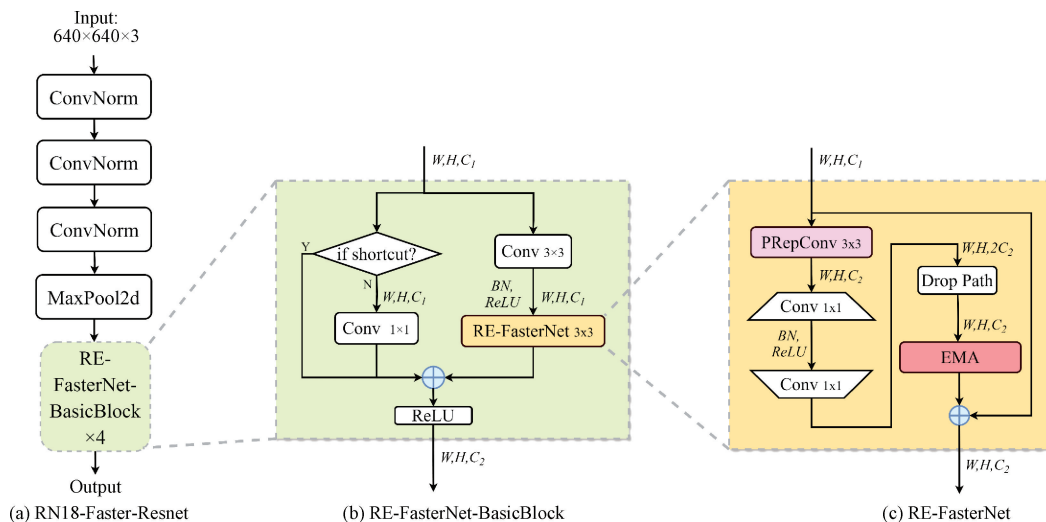 Input:
640×640×3
ConvNorm
ConvNorm
ConvNorm
MaxPool2d
RE-
FasterNet-
BasicBlock
×4
Output
(a) RN18-Faster-Resnet
W,H,C1
if shortcut?
Y
N
Conv 3×3
W,H,C1
BN,
ReLU
W,H,C1
Conv 1×1
RE-FasterNet 3x3
ReLU
W,H,C2
(b) RE-FasterNet-BasicBlock
W,H,C1
PRepConv 3x3
W,H,C2
Conv 1x1
BN,
ReLU
Conv 1x1
W,H,2C2
Drop Path
W,H,C2
EMA
W,H,C2
(c) RE-FasterNet